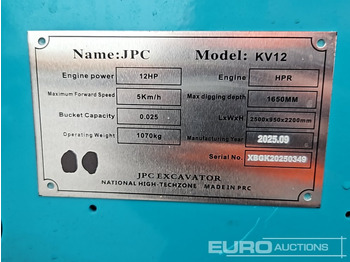 Name:JPC Model: KV12
Engine power 12HP Engine HPR
Maximum Forward Speed 5Km/h Max digging depth 1650MM
Bucket Capacity 0.025 LxWxH 2500x950x2200mm
Operating Weight 1070kg Manufacturing Year 2025.09
Serial No. XBGK20250349
JPC EXCAVATOR
NATIONAL HIGH-TECHZONE MADE IN PRC
EURO AUCTIONS